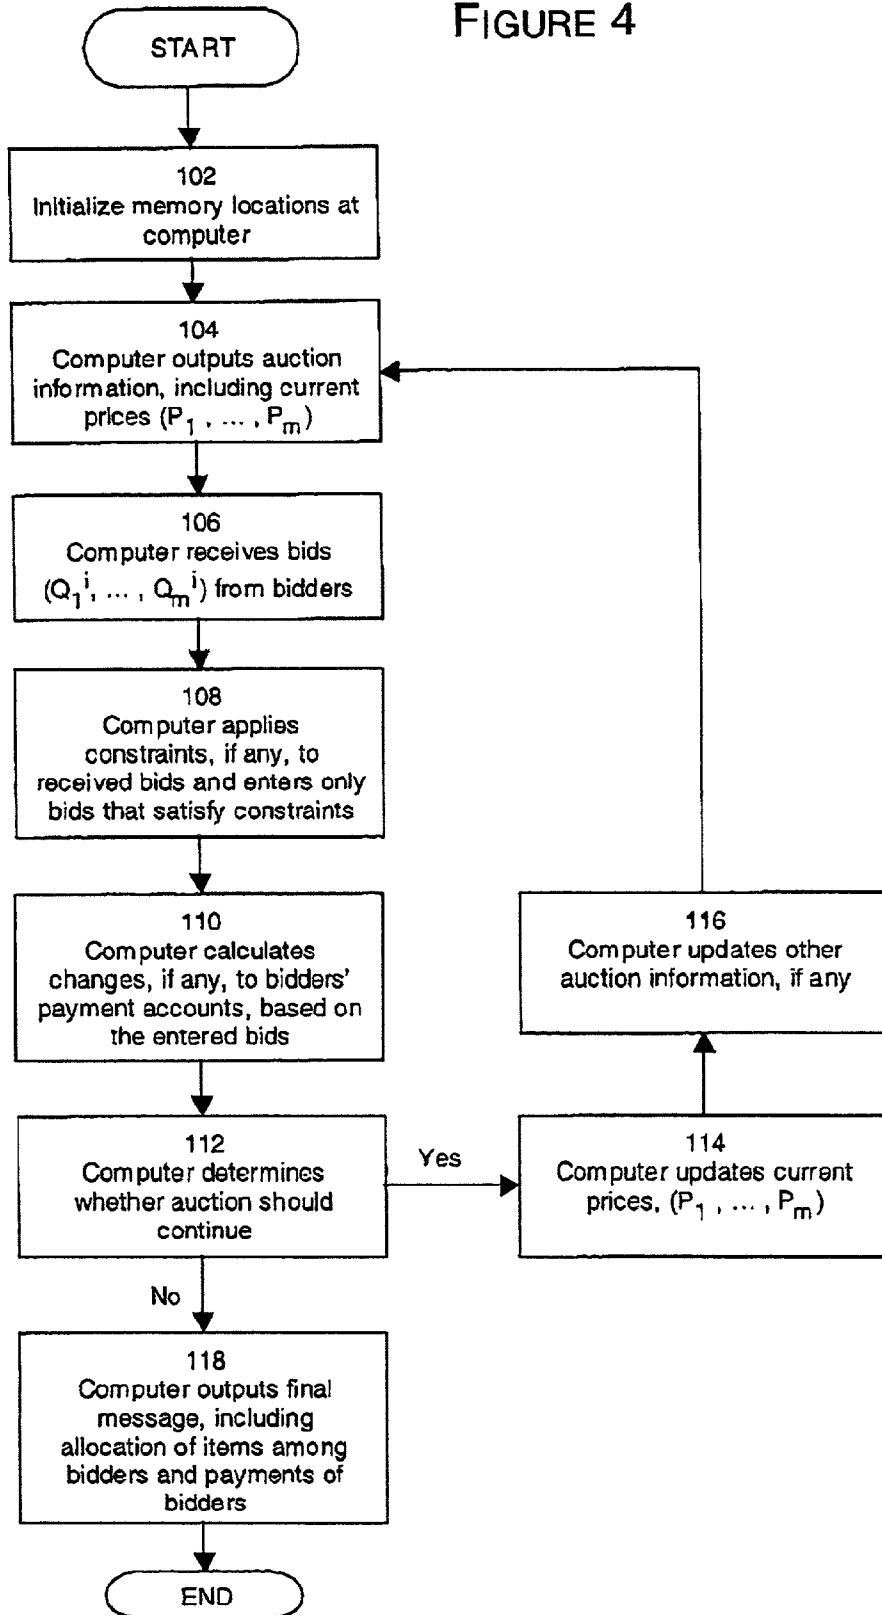 FIGURE 4
START
102
Initialize memory locations at
computer
104
Computer outputs auction
information, including current
prices (P₁ , ... , Pₘ)
106
Computer receives bids
(Q₁ⁱ, ... , Qₘⁱ) from bidders
108
Computer applies
constraints, if any, to
received bids and enters only
bids that satisfy constraints
110
Computer calculates
changes, if any, to bidders'
payment accounts, based on
the entered bids
112
Computer determines
whether auction should
continue
Yes
114
Computer updates current
prices, (P₁ , ... , Pₘ)
116
Computer updates other
auction information, if any
No
118
Computer outputs final
message, including
allocation of items among
bidders and payments of
bidders
END